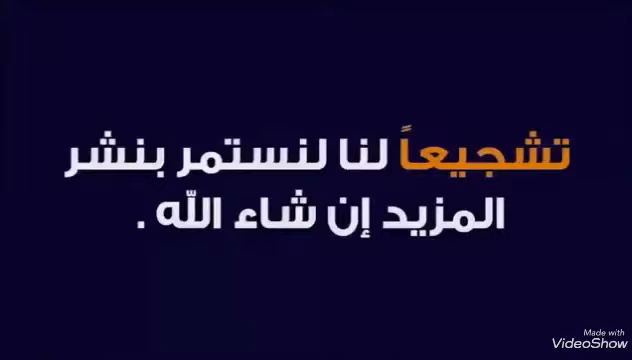 تشجيعاً لنا لنستمر بنشر
المزيد إن شاء الله .
Made with
VideoShow